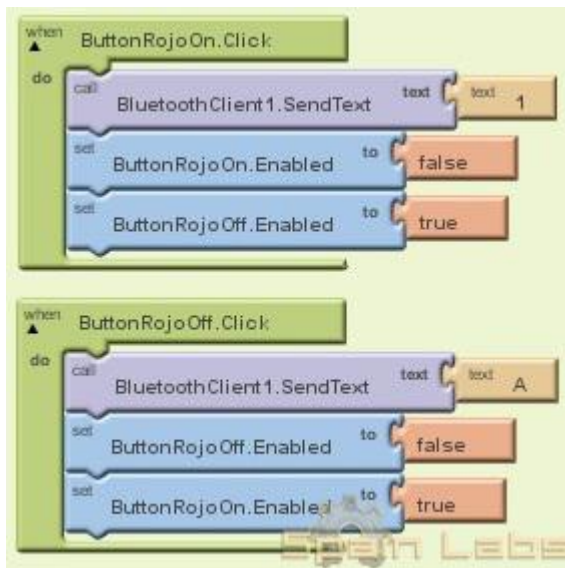 when ButtonRojoOn.Click
do call BluetoothClient1.SendText text text 1
set ButtonRojoOn.Enabled to false
set ButtonRojoOff.Enabled to true
when ButtonRojoOff.Click
do call BluetoothClient1.SendText text text A
set ButtonRojoOff.Enabled to false
set ButtonRojoOn.Enabled to true
Spain Labs